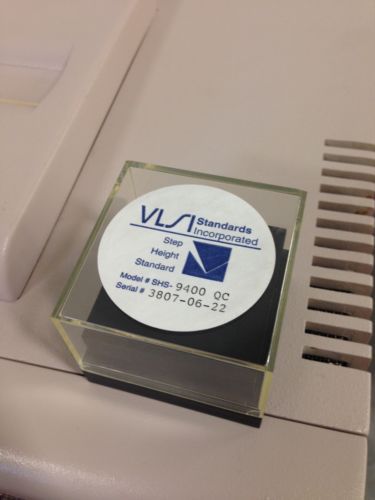 VLSI Standards
Incorporated
Step
Height
Standard
Model # SHS- 9400 QC
Serial # 3807-06-22